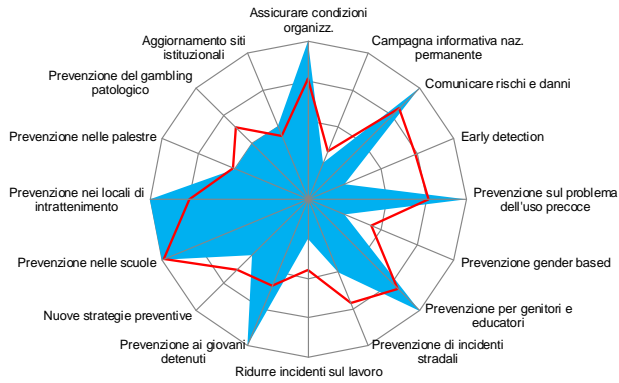 Assicurare condizioni
organizz.
Campagna informativa naz.
permanente
Comunicare rischi e danni
Early detection
Prevenzione sul problema
dell'uso precoce
Prevenzione gender based
Prevenzione per genitori e
educatori
Prevenzione di incidenti
stradali
Ridurre incidenti sul lavoro
Prevenzione ai giovani
detenuti
Nuove strategie preventive
Prevenzione nelle scuole
Prevenzione nei locali di
intrattenimento
Prevenzione nelle palestre
Prevenzione del gambling
patologico
Aggiornamento siti
istituzionali